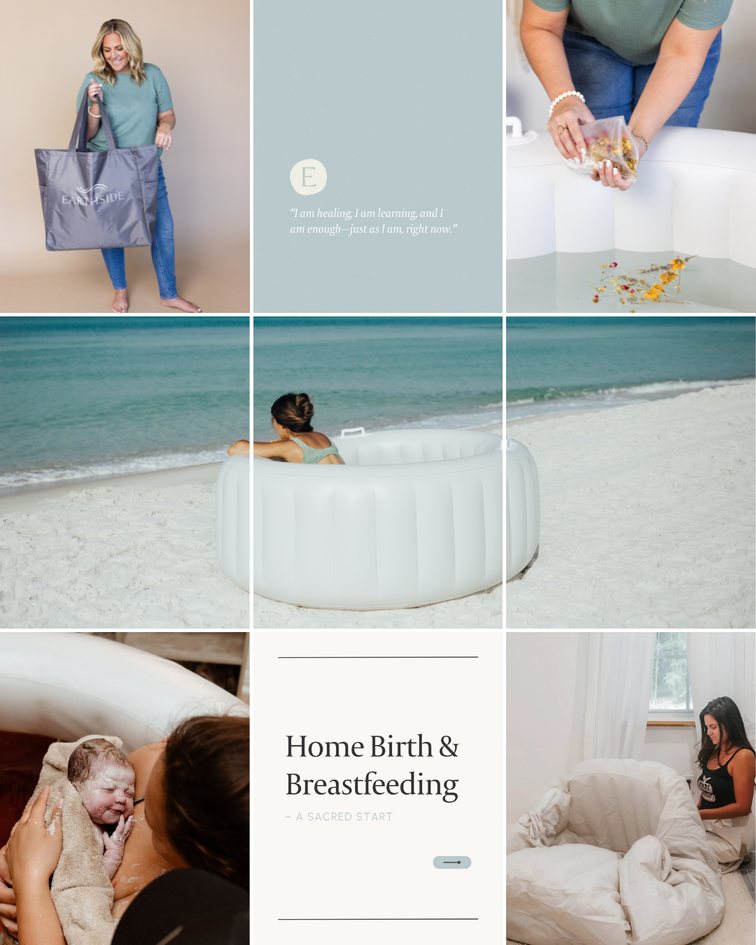 EARTHSIDE
E
"I am healing, I am learning, and I
am enough—just as I am, right now."
Home Birth &
Breastfeeding
– A SACRED START